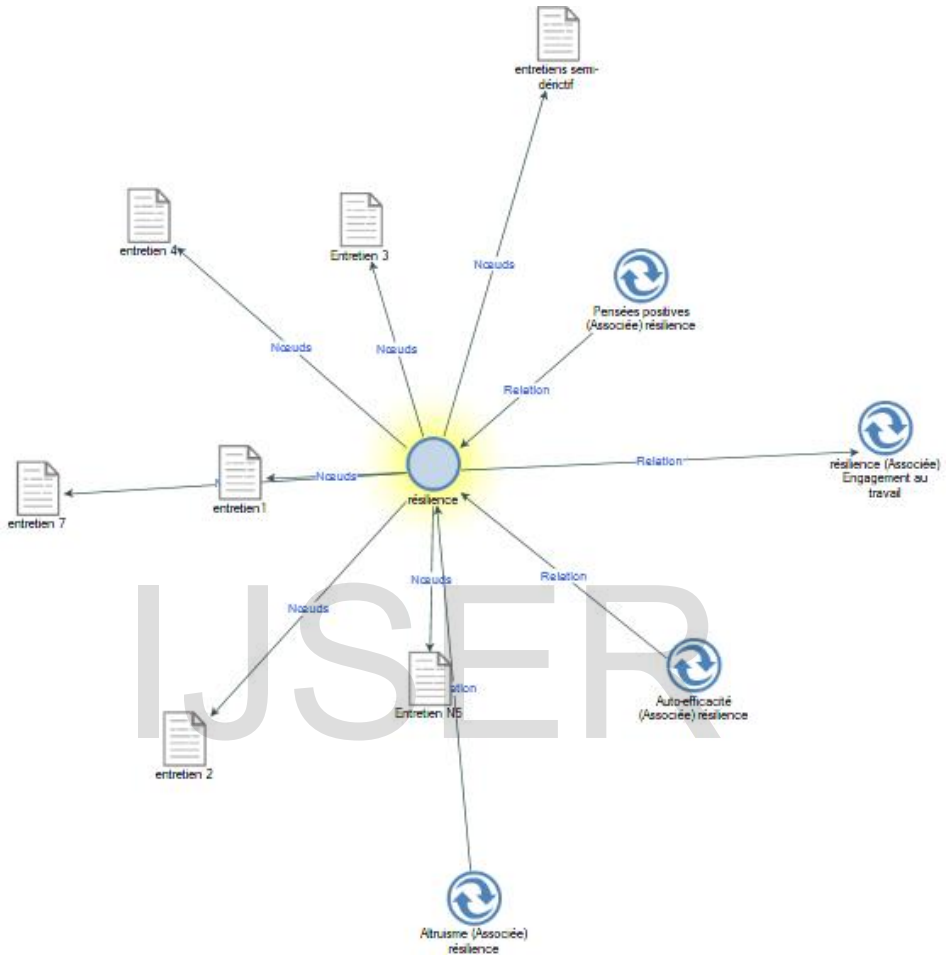 entretiens semi-
dérictif
entretien 4
Entretien 3
Nœuds
Pensées positives
(Associée) résilience
Nœuds
Nœuds
Relation
résilience (Associée)
Engagement au
travail
Relation
Nœuds
résilience
entretien1
entretien 7
Nœuds
Relation
Nœuds
IJSER
Entretien N5
Auto-efficacité
(Associée) résilience
entretien 2
Altruisme (Associée)
résilience